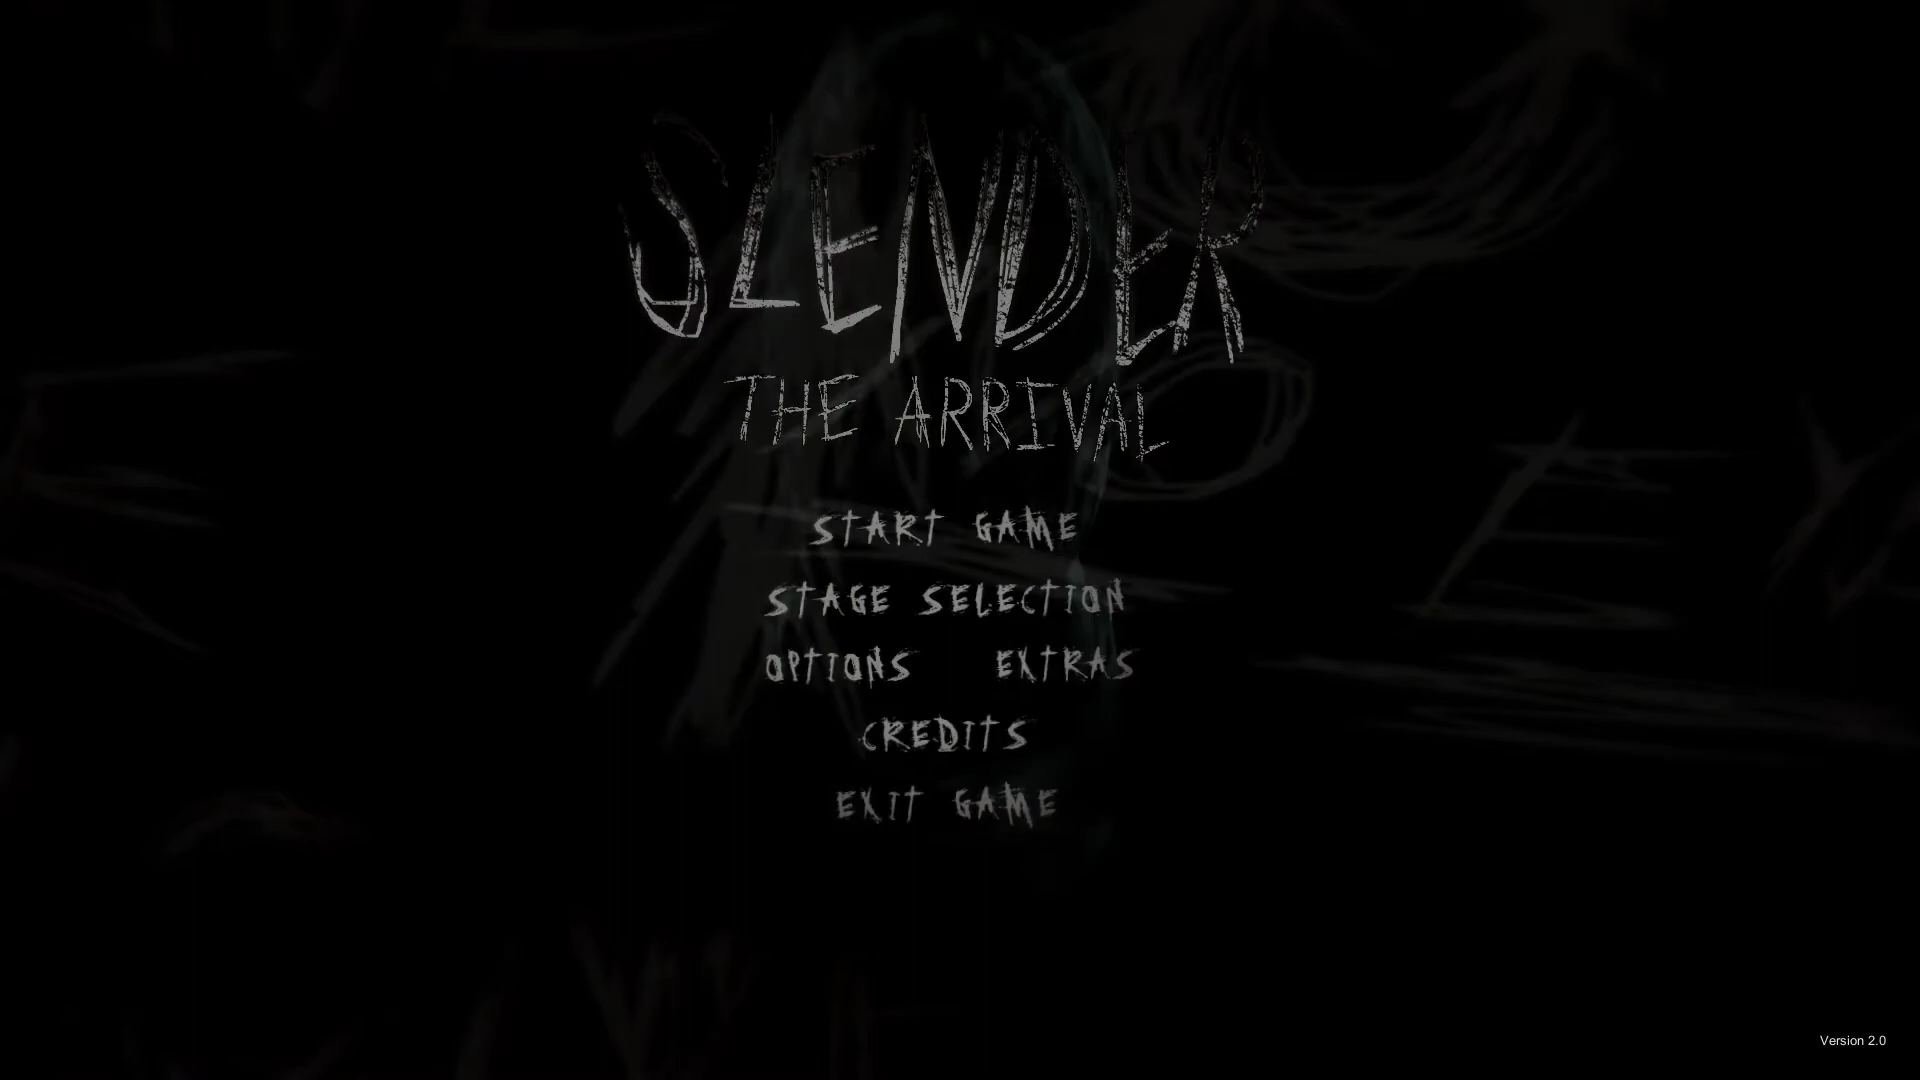 SLENDER
THE ARRIVAL
START GAME
STAGE SELECTION
OPTIONS EXTRAS
CREDITS
EXIT GAME
Version 2.0